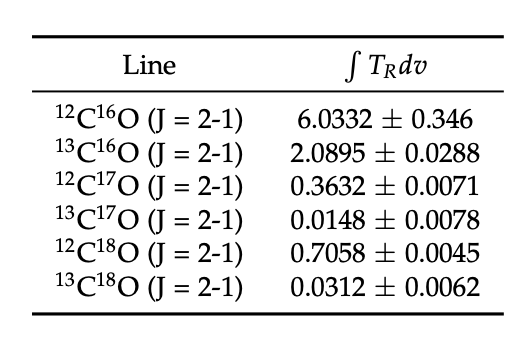 Line ∫ T_R dv
¹²C¹⁶O (J = 2-1) 6.0332 ± 0.346
¹³C¹⁶O (J = 2-1) 2.0895 ± 0.0288
¹²C¹⁷O (J = 2-1) 0.3632 ± 0.0071
¹³C¹⁷O (J = 2-1) 0.0148 ± 0.0078
¹²C¹⁸O (J = 2-1) 0.7058 ± 0.0045
¹³C¹⁸O (J = 2-1) 0.0312 ± 0.0062